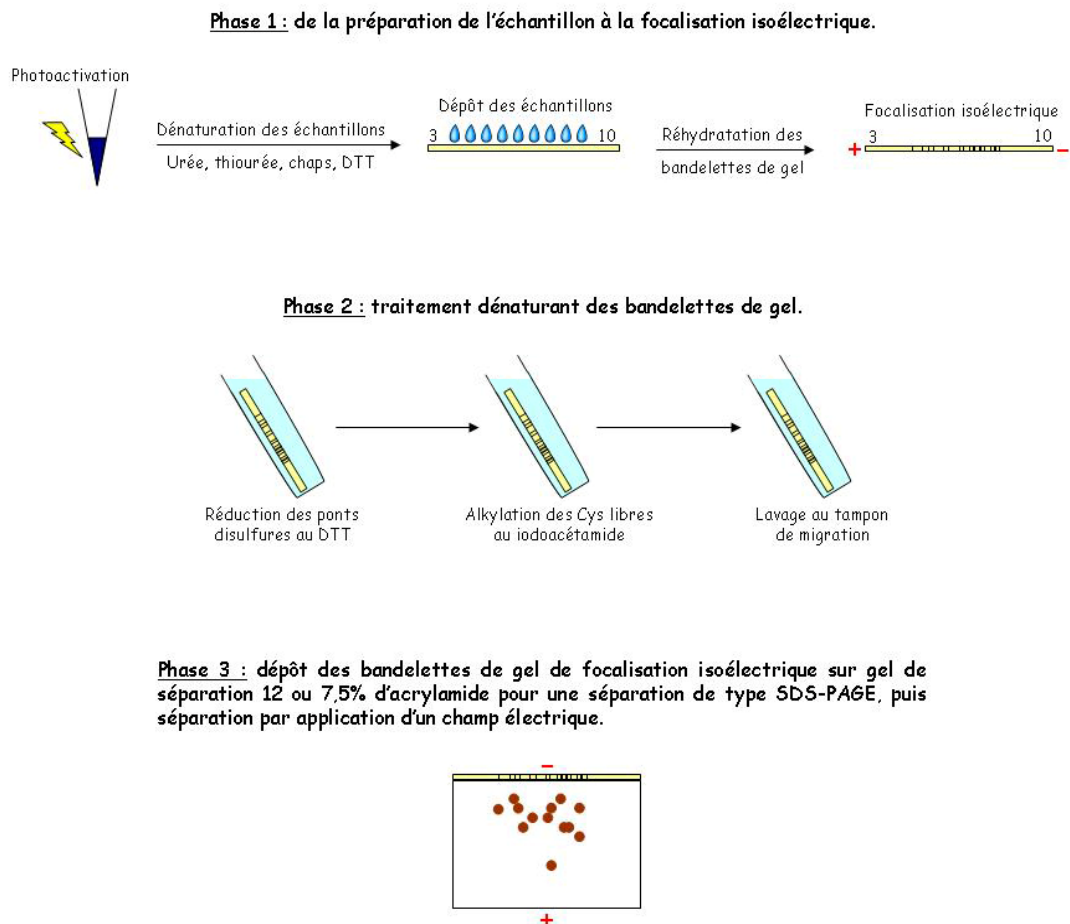 Phase 1 : de la préparation de l'échantillon à la focalisation isoélectrique.
Photoactivation
Dénaturation des échantillons
Urée, thiourée, chaps, DTT
Dépôt des échantillons
3 10
Réhydratation des
bandelettes de gel
Focalisation isoélectrique
3 10
+ −
Phase 2 : traitement dénaturant des bandelettes de gel.
Réduction des ponts
disulfures au DTT
Alkylation des Cys libres
au iodoacétamide
Lavage au tampon
de migration
Phase 3 : dépôt des bandelettes de gel de focalisation isoélectrique sur gel de
séparation 12 ou 7,5% d'acrylamide pour une séparation de type SDS-PAGE, puis
séparation par application d'un champ électrique.
−
+